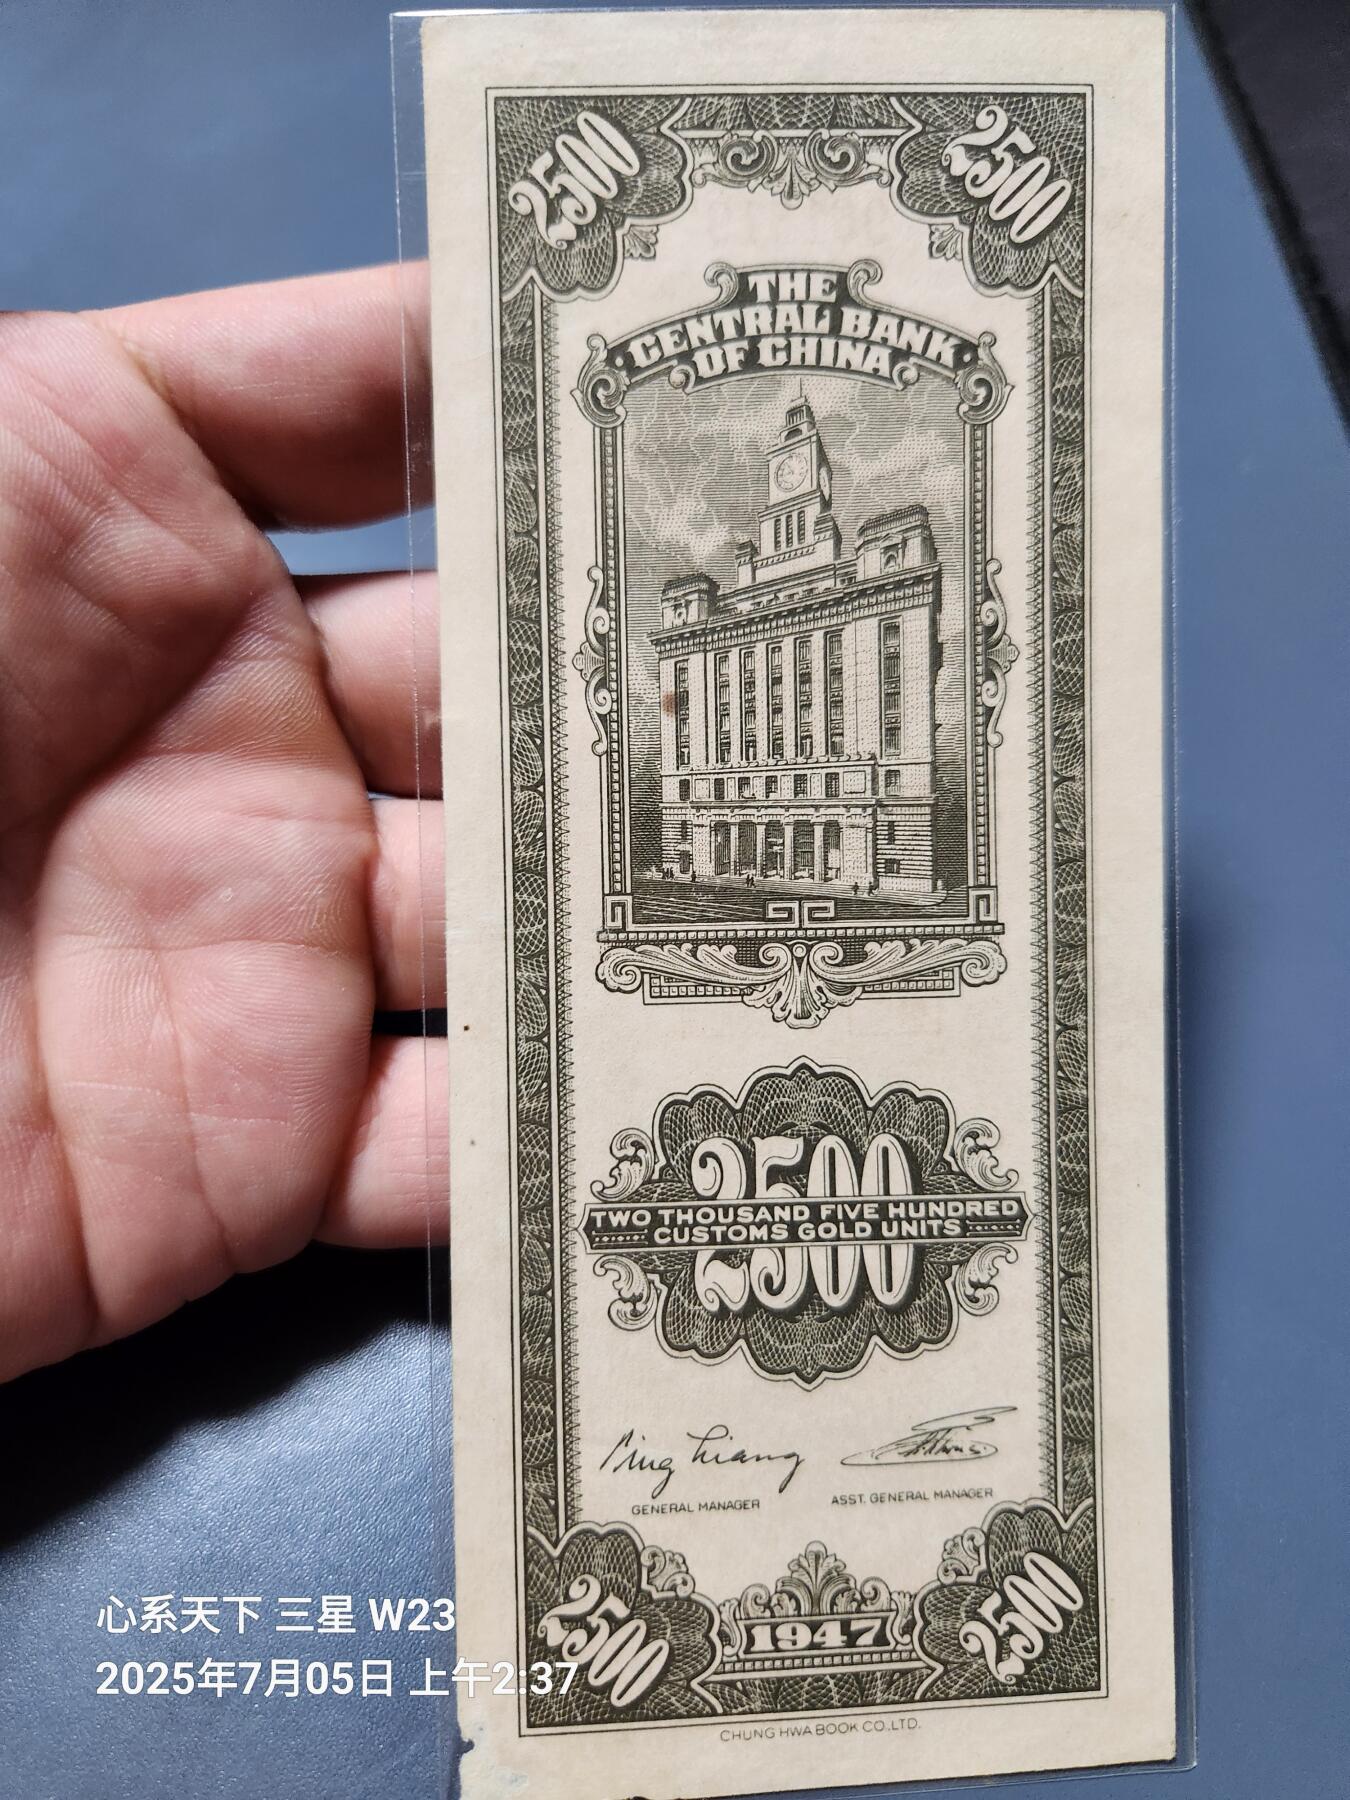 2500 2500
THE
CENTRAL BANK
OF CHINA
2500
TWO THOUSAND FIVE HUNDRED
CUSTOMS GOLD UNITS
Ping Liang
GENERAL MANAGER ASST. GENERAL MANAGER
2500 1947 2500
CHUNG HWA BOOK CO.,LTD.
心系天下 三星 W23
2025年7月05日 上午2:37